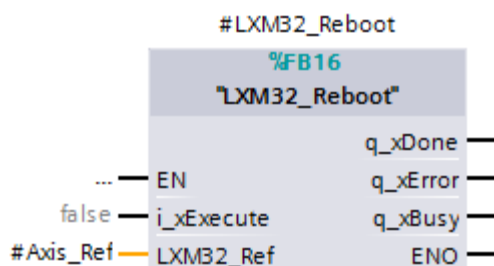 #LXM32_Reboot
%FB16
"LXM32_Reboot"
q_xDone
... EN q_xError
false i_xExecute q_xBusy
#Axis_Ref LXM32_Ref ENO